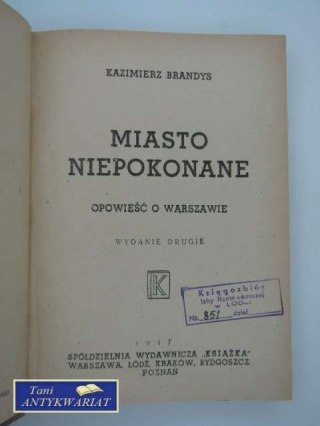 KAZIMIERZ BRANDYS
MIASTO
NIEPOKONANE
OPOWIEŚĆ O WARSZAWIE
WYDANIE DRUGIE
K
Księgozbiór
Izby Rzemieślniczej
w ŁODZI
Nr. 851 dział
1947
SPÓŁDZIELNIA WYDAWNICZA „KSIĄŻKA"
WARSZAWA, ŁÓDŹ, KRAKÓW, BYDGOSZCZ
POZNAŃ
Tani
ANTYKWARIAT